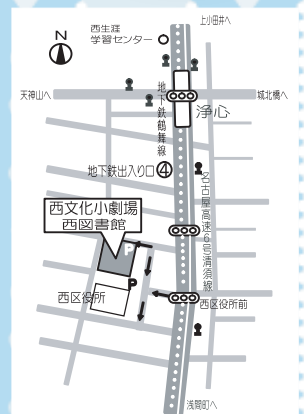 上小田井へ
N
西生涯
学習センター
天神山へ
城北橋へ
浄心
地下鉄鶴舞線
地下鉄出入り口④
名古屋高速6号清須線
西文化小劇場
西図書館
P
西区役所
P
西区役所前
浅間町へ